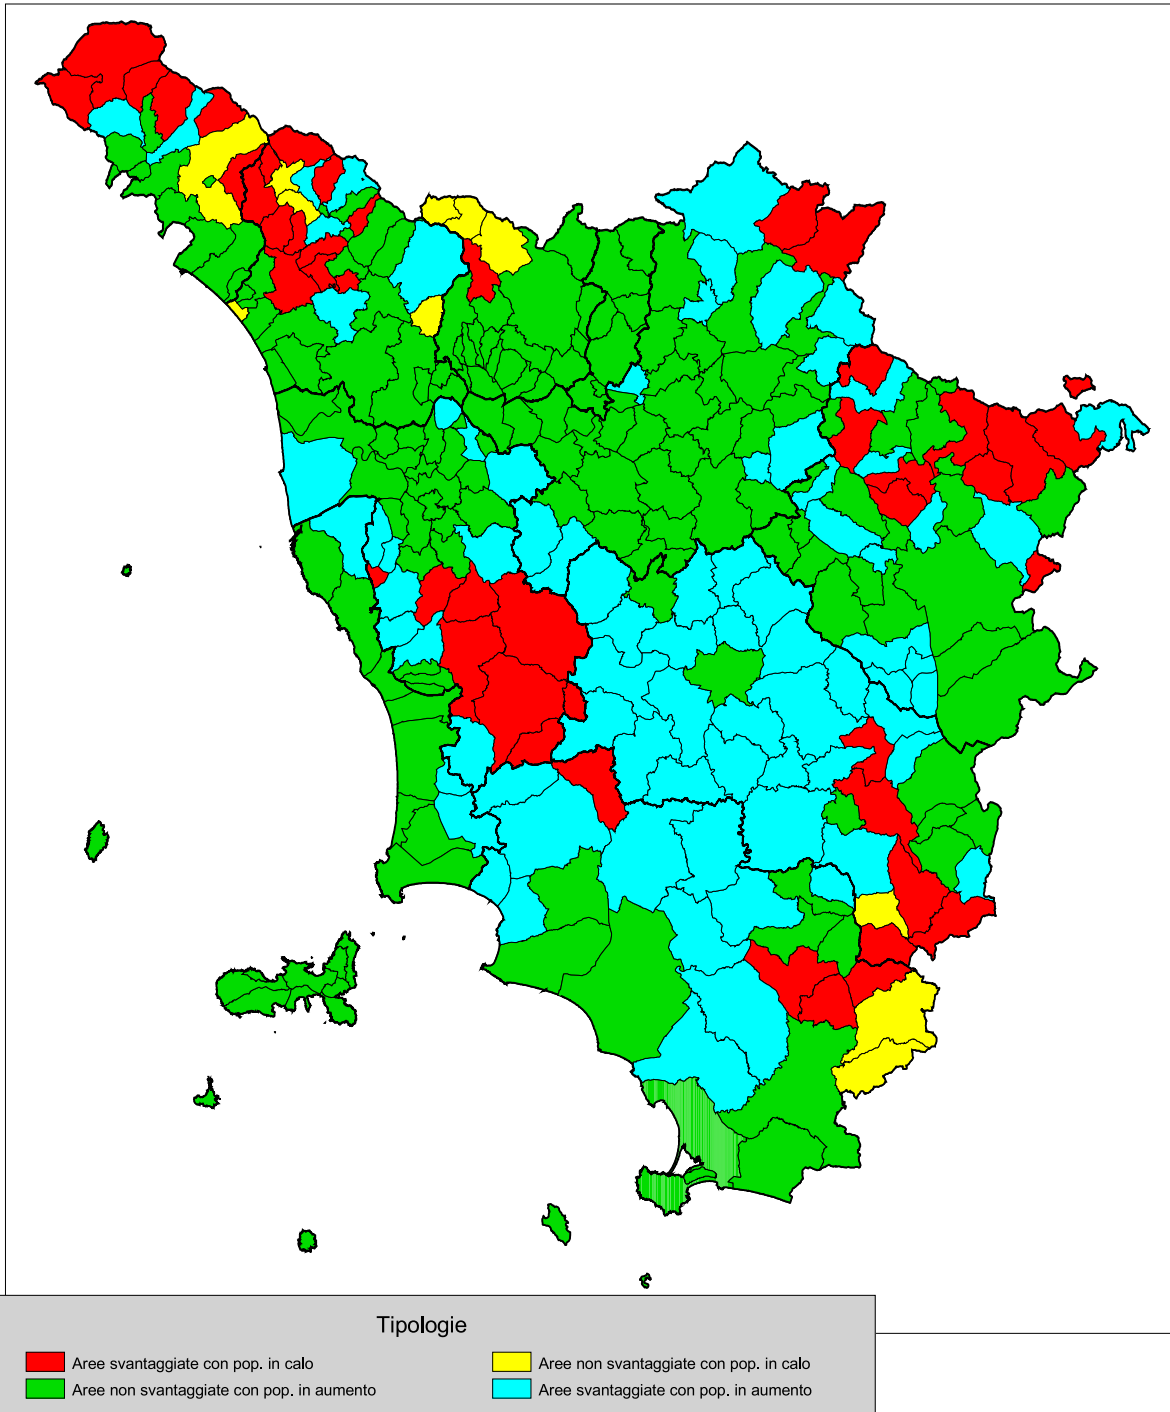 Tipologie
Aree svantaggiate con pop. in calo
Aree non svantaggiate con pop. in calo
Aree non svantaggiate con pop. in aumento
Aree svantaggiate con pop. in aumento